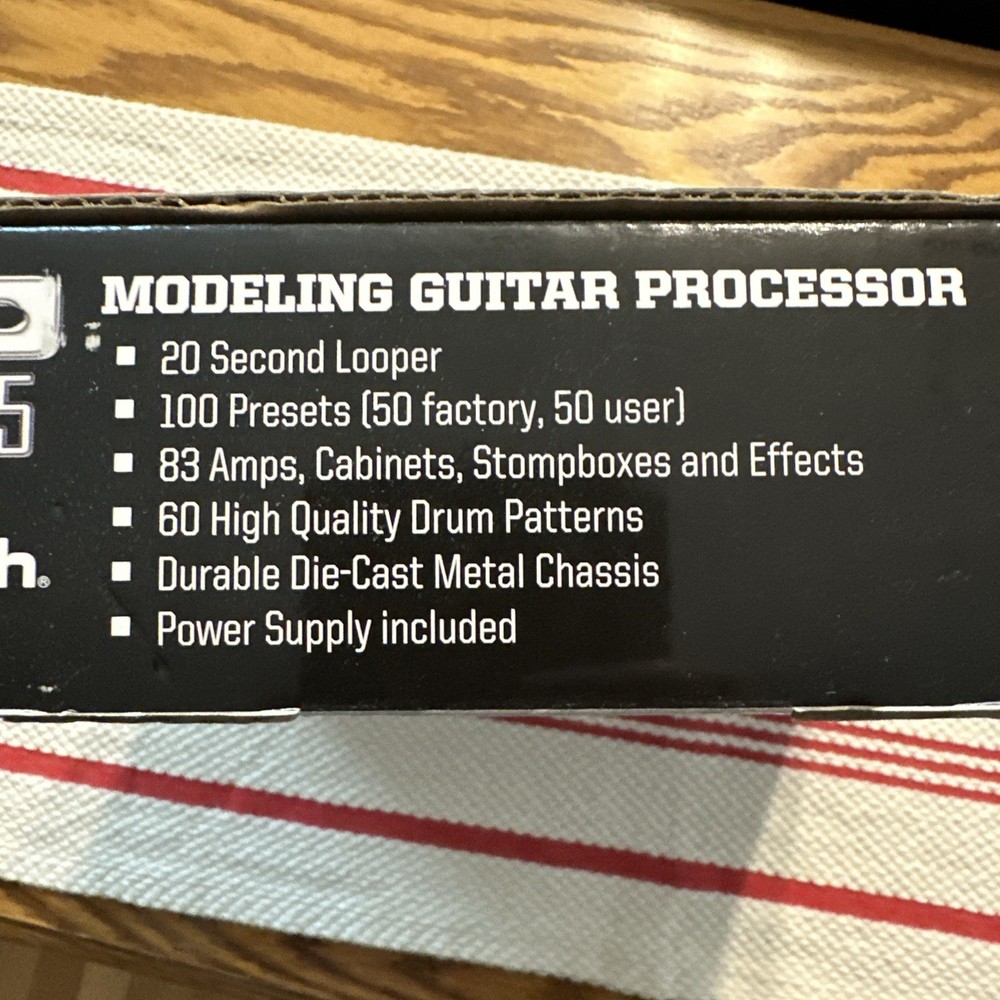 MODELING GUITAR PROCESSOR
▪ 20 Second Looper
▪ 100 Presets (50 factory, 50 user)
▪ 83 Amps, Cabinets, Stompboxes and Effects
▪ 60 High Quality Drum Patterns
▪ Durable Die-Cast Metal Chassis
▪ Power Supply included
5
h®